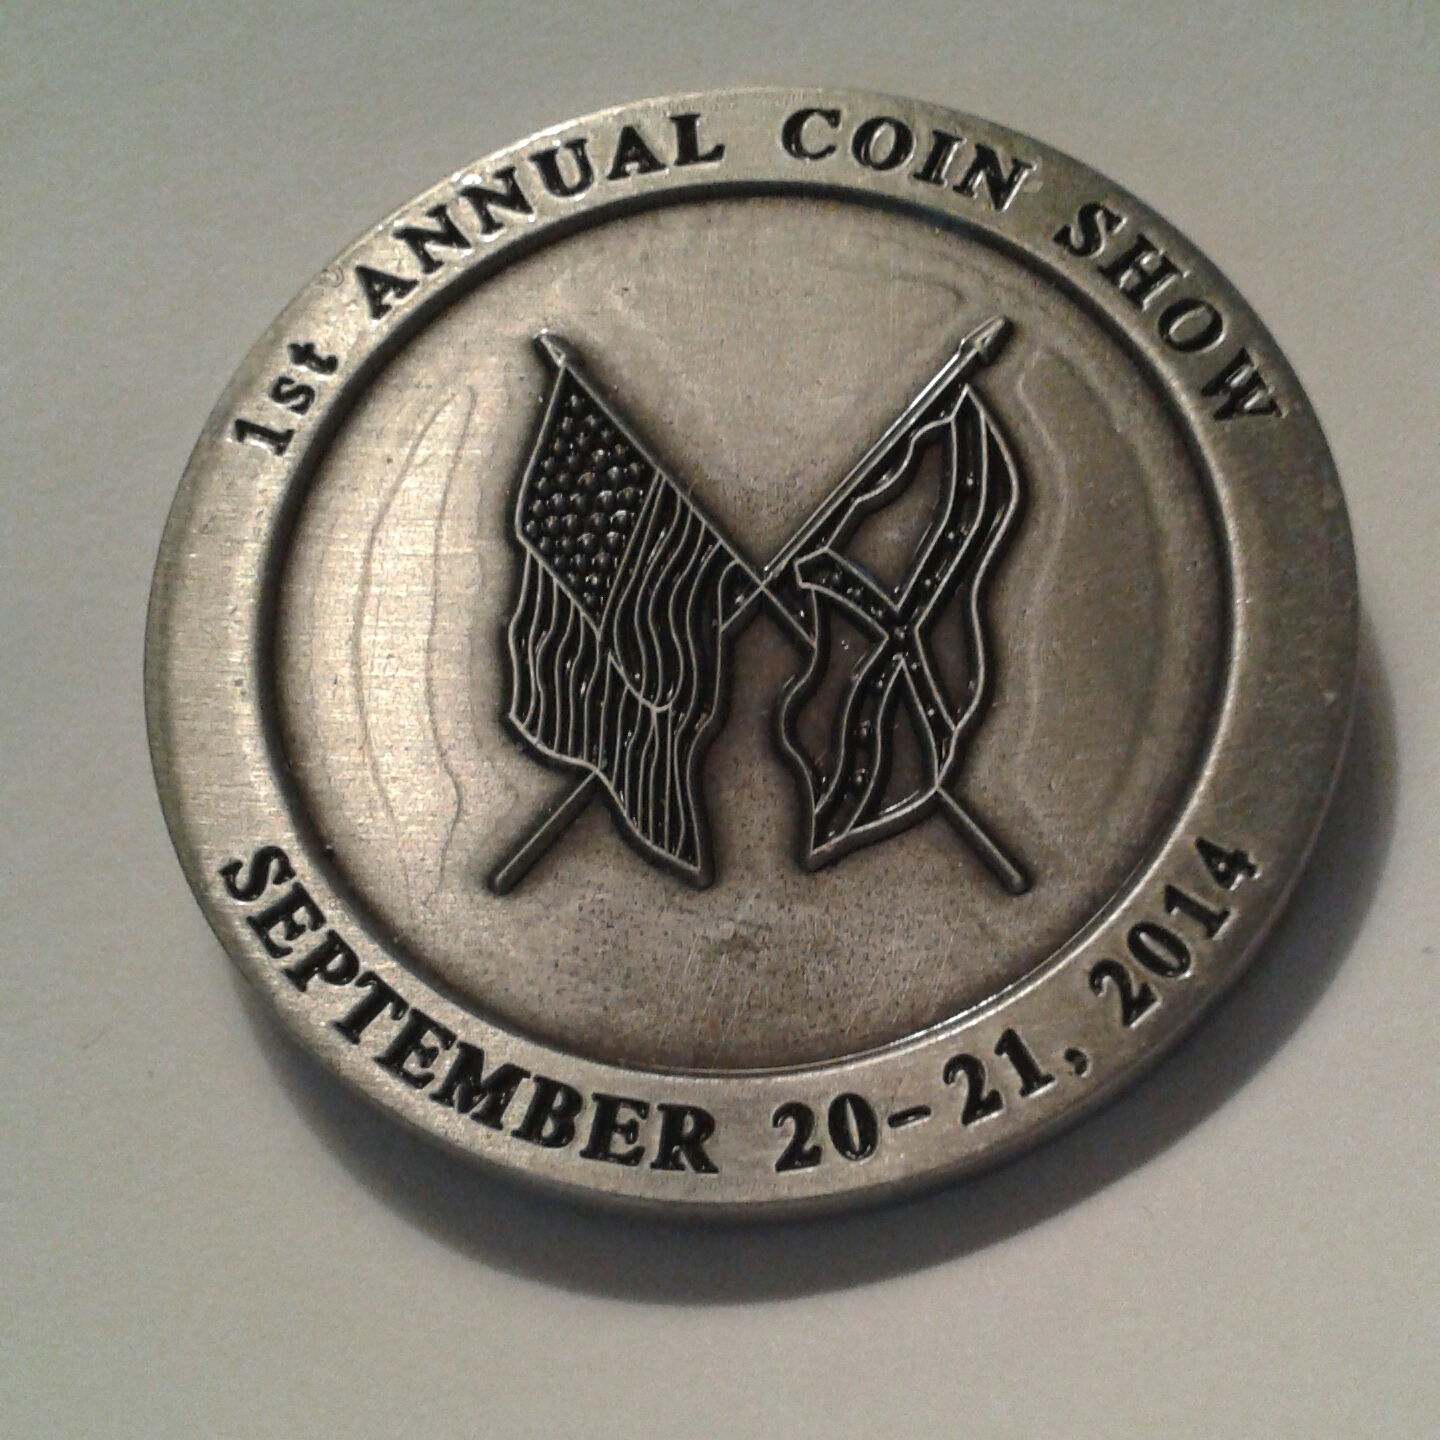 1st ANNUAL COIN SHOW
SEPTEMBER 20-21, 2014